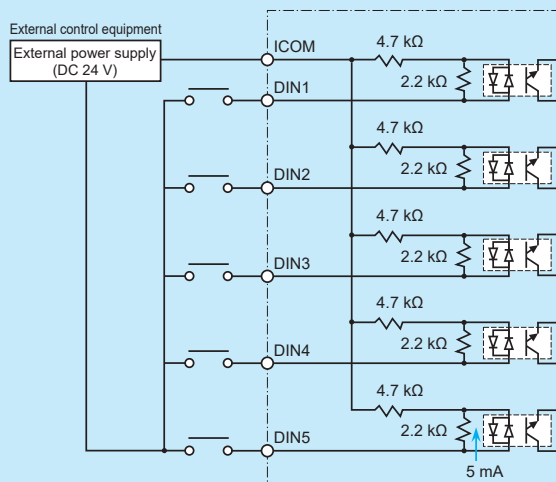 External control equipment
External power supply
(DC 24 V)
ICOM
4.7 kΩ
2.2 kΩ
DIN1
4.7 kΩ
2.2 kΩ
DIN2
4.7 kΩ
2.2 kΩ
DIN3
4.7 kΩ
2.2 kΩ
DIN4
4.7 kΩ
2.2 kΩ
DIN5
5 mA